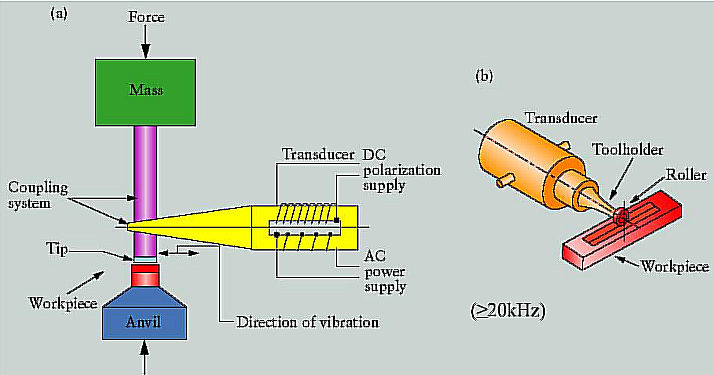 (a)
Force
Mass
Transducer DC
polarization
supply
Coupling
system
Tip
AC
power
supply
Workpiece
Anvil
Direction of vibration
(b)
Transducer
Toolholder
Roller
Workpiece
(≥20kHz)